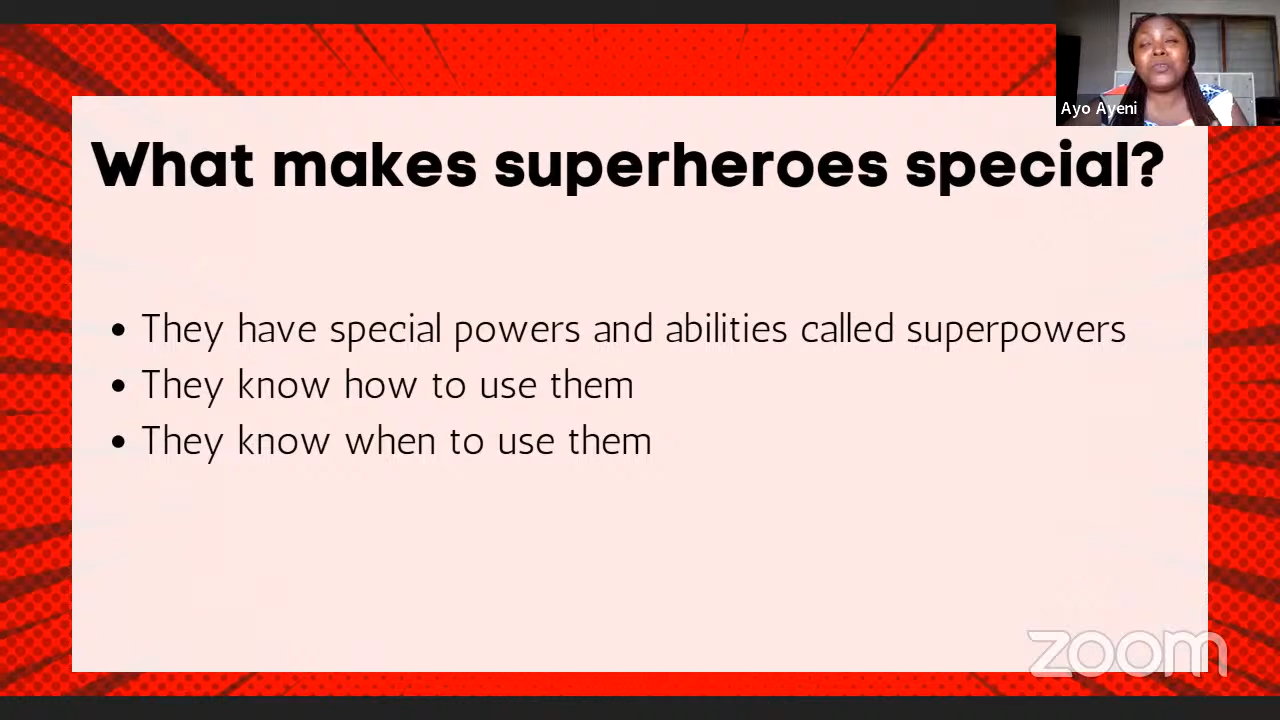 Ayo Ayeni
What makes superheroes special?
• They have special powers and abilities called superpowers
• They know how to use them
• They know when to use them
zoom